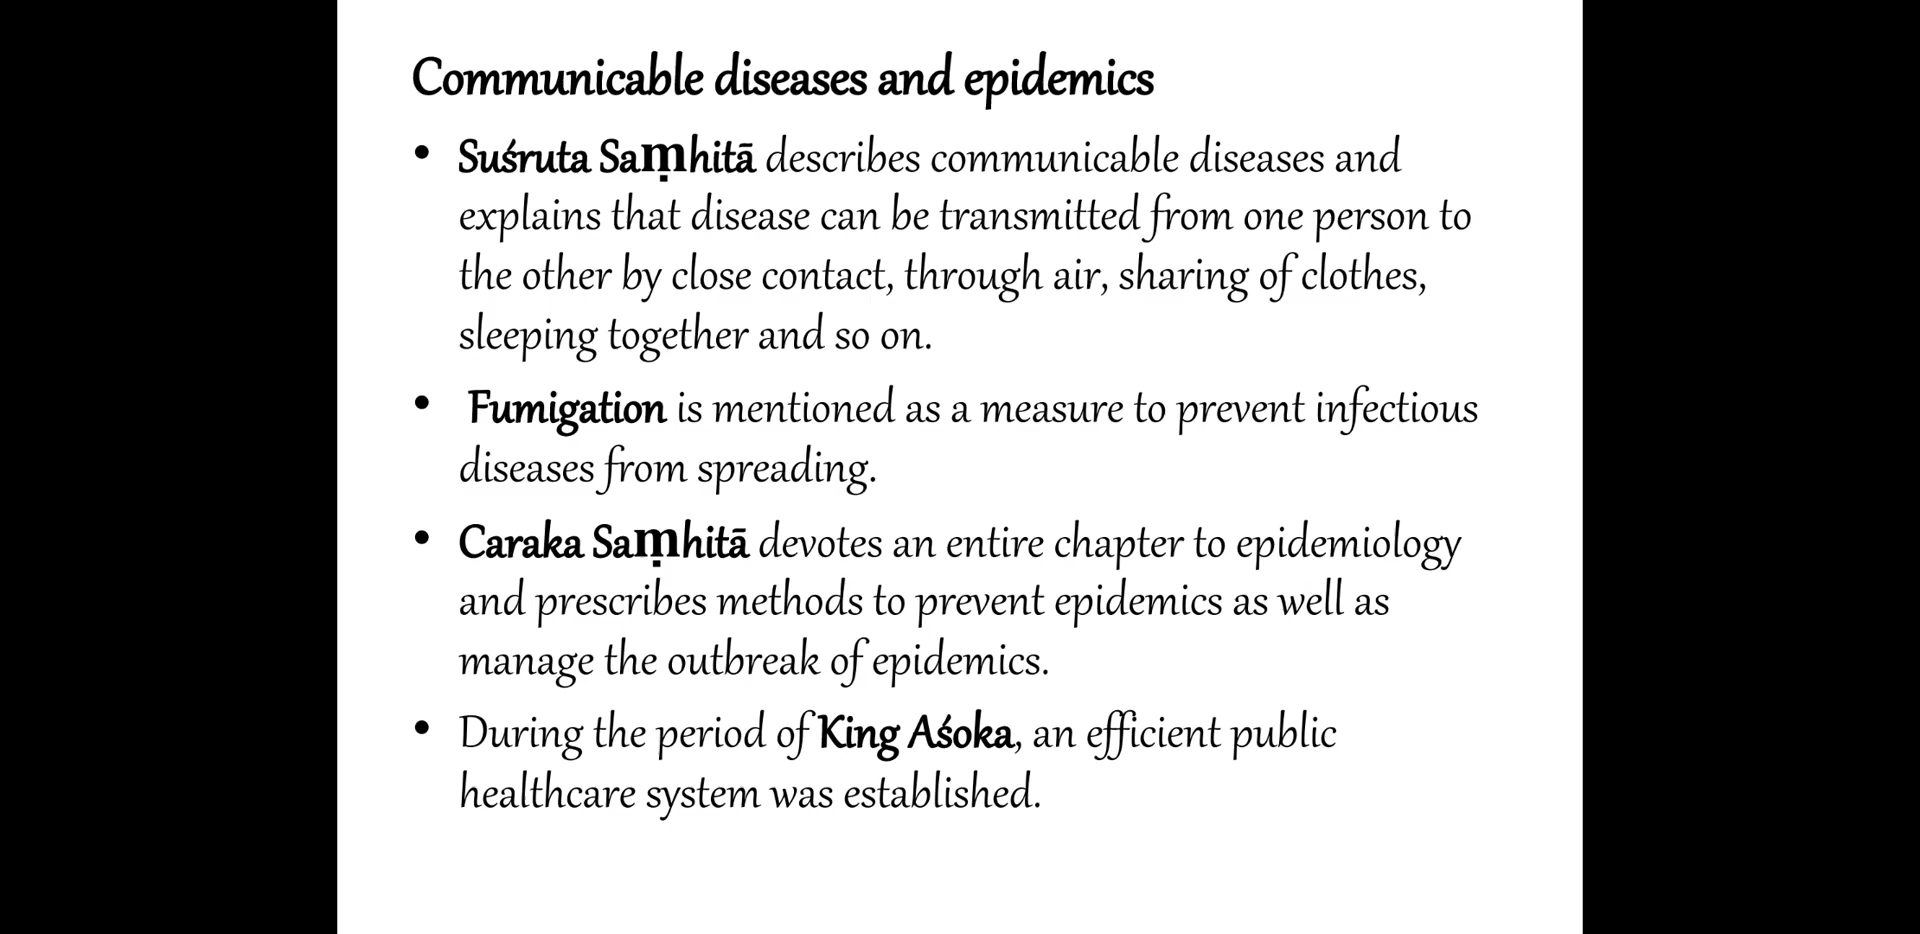 Communicable diseases and epidemics
• Suśruta Saṃhitā describes communicable diseases and
explains that disease can be transmitted from one person to
the other by close contact, through air, sharing of clothes,
sleeping together and so on.
• Fumigation is mentioned as a measure to prevent infectious
diseases from spreading.
• Caraka Saṃhitā devotes an entire chapter to epidemiology
and prescribes methods to prevent epidemics as well as
manage the outbreak of epidemics.
• During the period of King Aśoka, an efficient public
healthcare system was established.